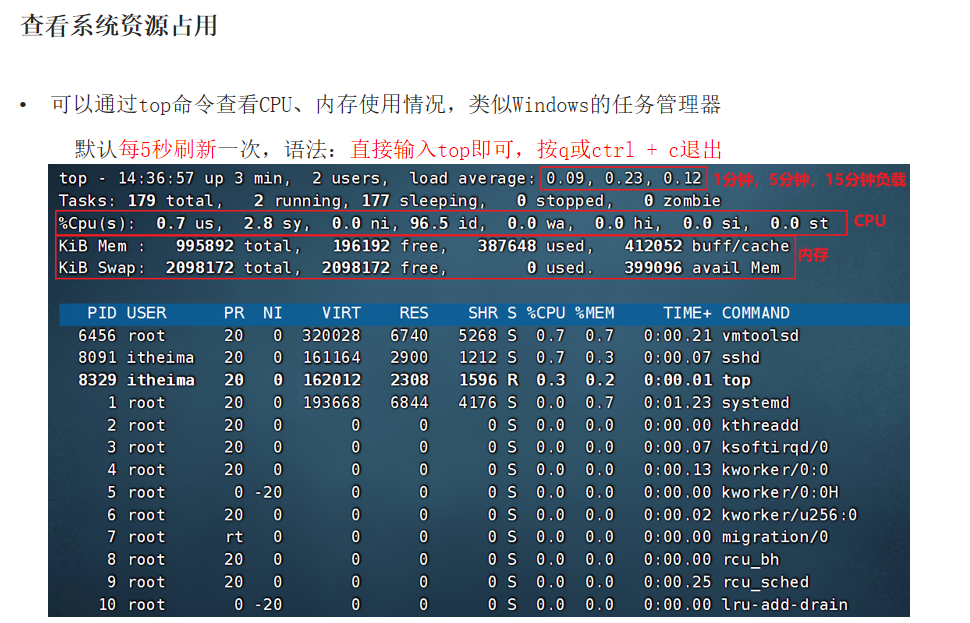 查看系统资源占用
• 可以通过top命令查看CPU、内存使用情况，类似Windows的任务管理器
默认每5秒刷新一次，语法：直接输入top即可，按q或ctrl + c退出
top - 14:36:57 up 3 min,  2 users,  load average: 0.09, 0.23, 0.12 1分钟，5分钟，15分钟负载
Tasks: 179 total,   2 running, 177 sleeping,   0 stopped,   0 zombie
%Cpu(s):  0.7 us,  2.8 sy,  0.0 ni, 96.5 id,  0.0 wa,  0.0 hi,  0.0 si,  0.0 st CPU
KiB Mem :   995892 total,   196192 free,   387648 used,   412052 buff/cache 内存
KiB Swap:  2098172 total,  2098172 free,        0 used.   399096 avail Mem
PID USER      PR  NI    VIRT    RES    SHR S %CPU %MEM     TIME+ COMMAND
6456 root      20   0  320028   6740   5268 S  0.7  0.7   0:00.21 vmtoolsd
8091 itheima   20   0  161164   2900   1212 S  0.7  0.3   0:00.07 sshd
8329 itheima   20   0  162012   2308   1596 R  0.3  0.2   0:00.01 top
1 root      20   0  193668   6844   4176 S  0.0  0.7   0:01.23 systemd
2 root      20   0       0      0      0 S  0.0  0.0   0:00.00 kthreadd
3 root      20   0       0      0      0 S  0.0  0.0   0:00.07 ksoftirqd/0
4 root      20   0       0      0      0 S  0.0  0.0   0:00.13 kworker/0:0
5 root       0 -20       0      0      0 S  0.0  0.0   0:00.00 kworker/0:0H
6 root      20   0       0      0      0 S  0.0  0.0   0:00.02 kworker/u256:0
7 root      rt   0       0      0      0 S  0.0  0.0   0:00.00 migration/0
8 root      20   0       0      0      0 S  0.0  0.0   0:00.00 rcu_bh
9 root      20   0       0      0      0 S  0.0  0.0   0:00.25 rcu_sched
10 root       0 -20       0      0      0 S  0.0  0.0   0:00.00 lru-add-drain